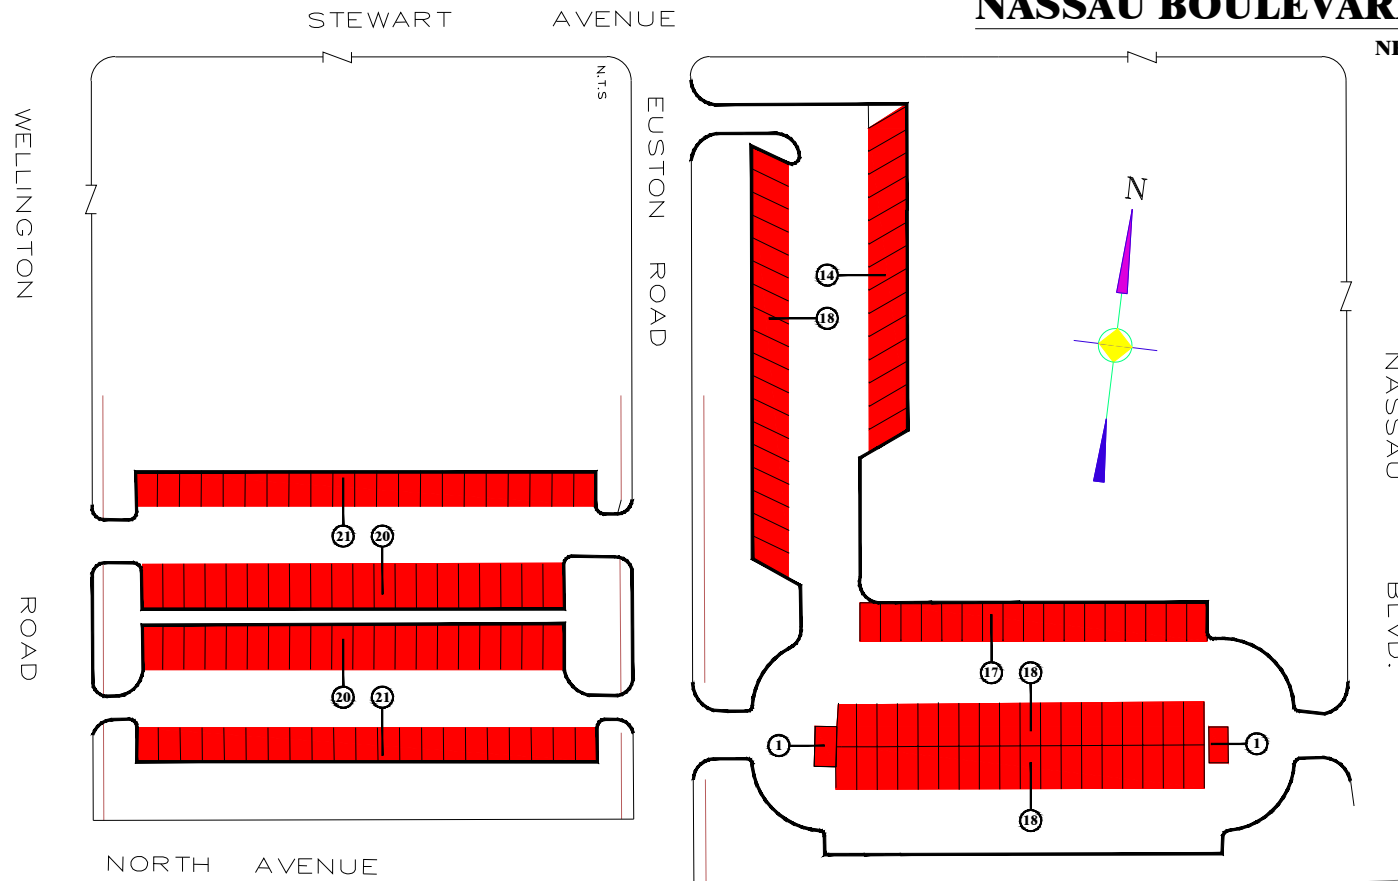 STEWART AVENUE
NASSAU BOULEVAR
N.T.S
WELLINGTON
ROAD
EUSTON ROAD
N
14
18
21
20
20
21
17
18
1
1
18
NASSAU
BLVD.
NORTH AVENUE